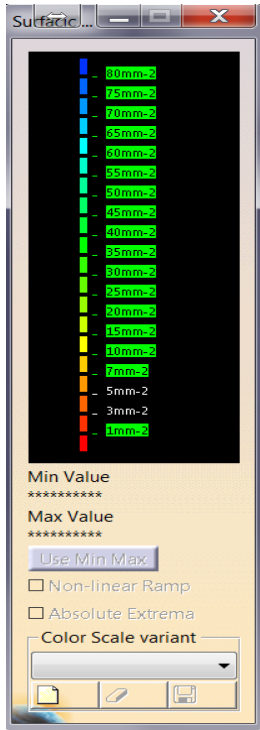 Surfacic ...
80mm-2
75mm-2
70mm-2
65mm-2
60mm-2
55mm-2
50mm-2
45mm-2
40mm-2
35mm-2
30mm-2
25mm-2
20mm-2
15mm-2
10mm-2
7mm-2
5mm-2
3mm-2
1mm-2
Min Value
**********
Max Value
**********
Use Min Max
Non-linear Ramp
Absolute Extrema
Color Scale variant